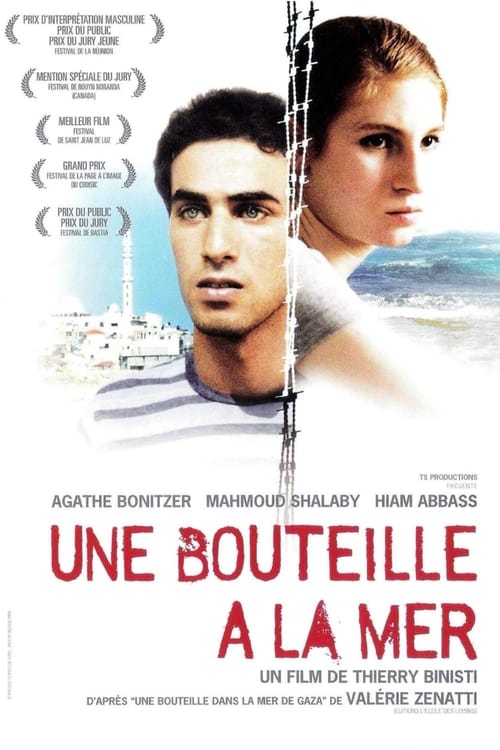 PRIX D'INTERPRÉTATION MASCULINE
PRIX DU PUBLIC
PRIX DU JURY JEUNE
FESTIVAL DE LA RÉUNION
MENTION SPÉCIALE DU JURY
FESTIVAL DE ROUYN NORANDA
(CANADA)
MEILLEUR FILM
FESTIVAL
DE SAINT JEAN DE LUZ
GRAND PRIX
FESTIVAL DE LA PAGE À L'IMAGE
DU CROISIC
PRIX DU PUBLIC
PRIX DU JURY
FESTIVAL DE BASTIA
TS PRODUCTIONS
PRÉSENTE
AGATHE BONITZER MAHMOUD SHALABY HIAM ABBASS
UNE BOUTEILLE
A LA MER
UN FILM DE THIERRY BINISTI
D'APRÈS "UNE BOUTEILLE DANS LA MER DE GAZA" DE VALÉRIE ZENATTI
(EDITIONS L'ECOLE DES LOISIRS)